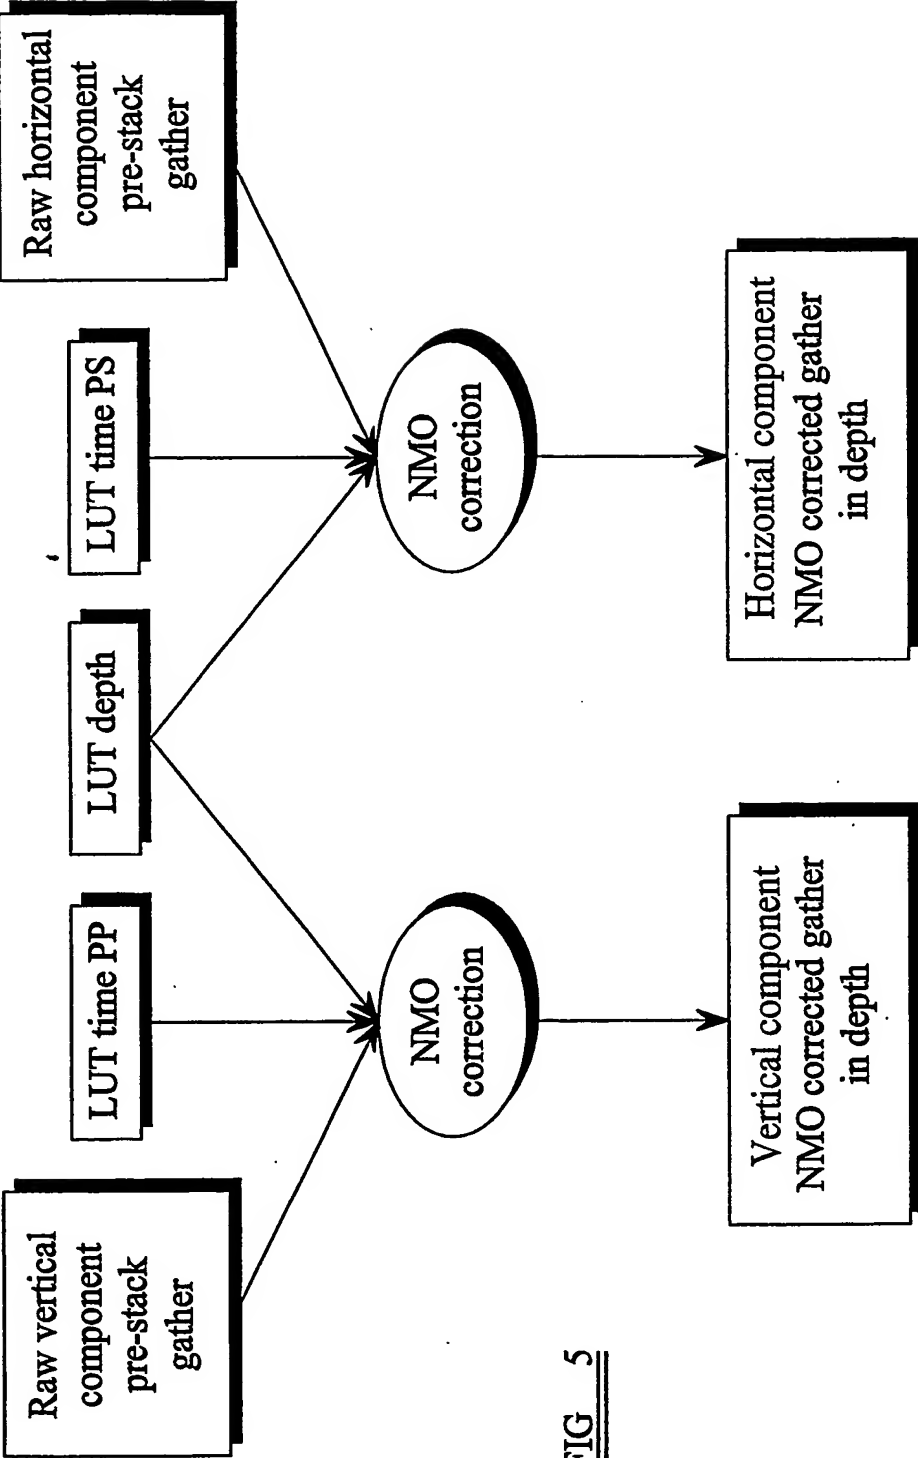 Raw vertical
component
pre-stack
gather
LUT time PP
LUT depth
LUT time PS
Raw horizontal
component
pre-stack
gather
NMO
correction
NMO
correction
Vertical component
NMO corrected gather
in depth
Horizontal component
NMO corrected gather
in depth
FIG 5